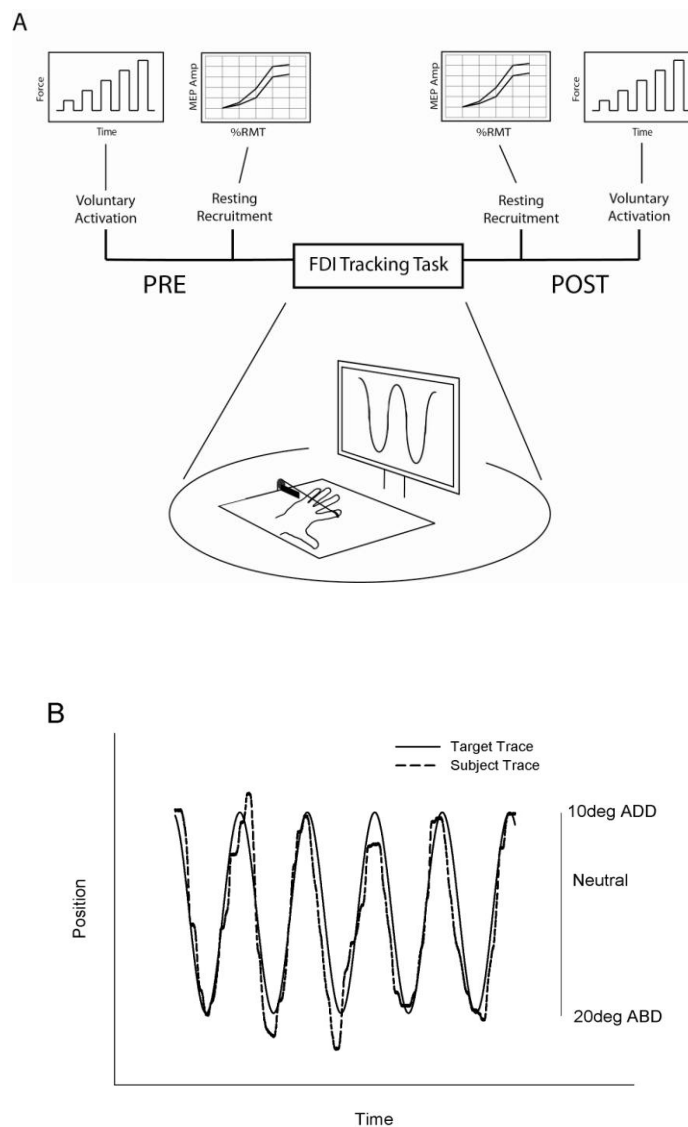 A
Force
Time
MEP Amp
%RMT
MEP Amp
%RMT
Force
Time
Voluntary
Activation
Resting
Recruitment
Resting
Recruitment
Voluntary
Activation
PRE
FDI Tracking Task
POST
B
Target Trace
Subject Trace
Position
10deg ADD
Neutral
20deg ABD
Time